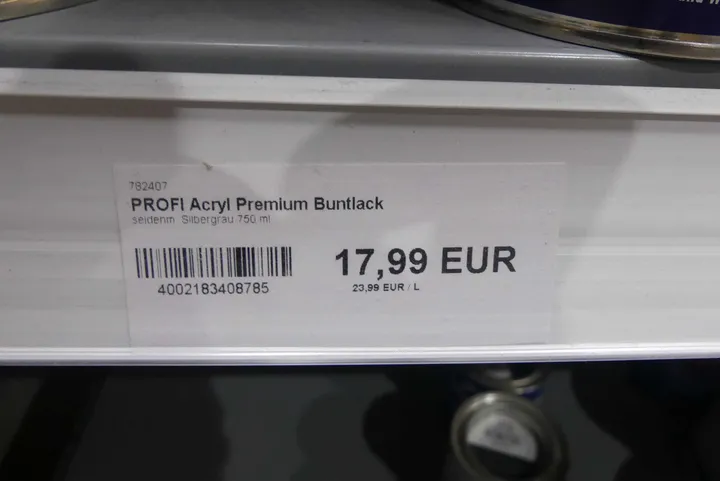 782407
PROFI Acryl Premium Buntlack
seidenm. Silbergrau 750 ml
17,99 EUR
4002183408785
23,99 EUR / L